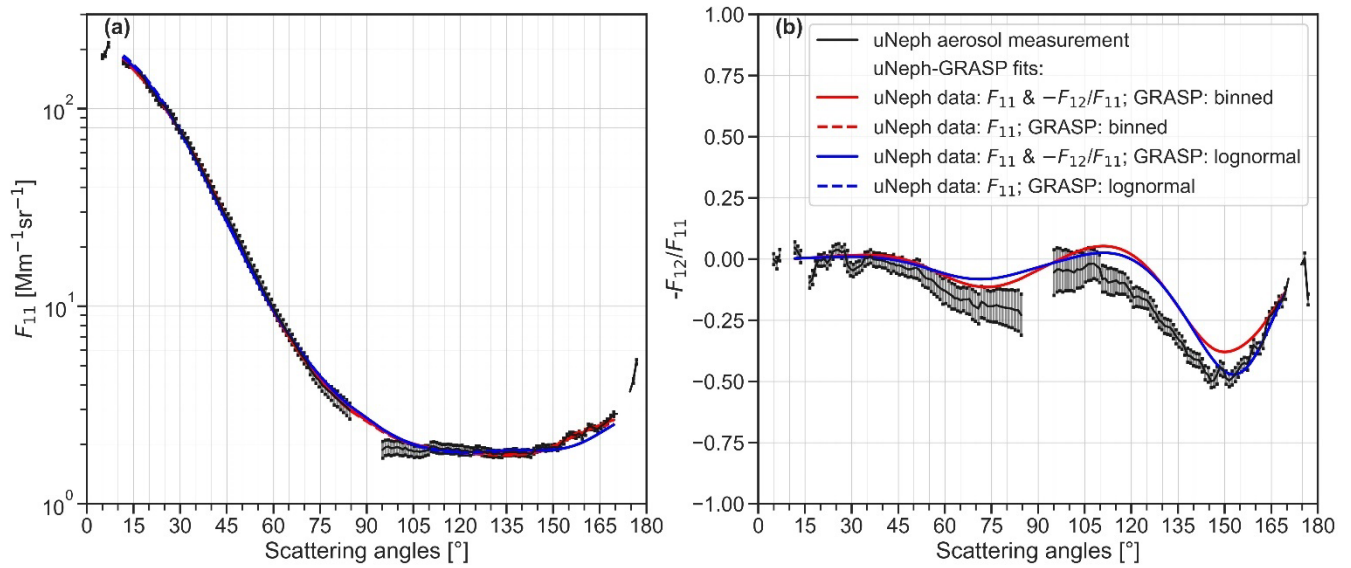 (a)
F₁₁ [Mm⁻¹sr⁻¹]
10²
10¹
10⁰
0 15 30 45 60 75 90 105 120 135 150 165 180
Scattering angles [°]
(b)
-F₁₂/F₁₁
1.00
0.75
0.50
0.25
0.00
−0.25
−0.50
−0.75
−1.00
uNeph aerosol measurement
uNeph-GRASP fits:
uNeph data: F₁₁ & −F₁₂/F₁₁; GRASP: binned
uNeph data: F₁₁; GRASP: binned
uNeph data: F₁₁ & −F₁₂/F₁₁; GRASP: lognormal
uNeph data: F₁₁; GRASP: lognormal
0 15 30 45 60 75 90 105 120 135 150 165 180
Scattering angles [°]